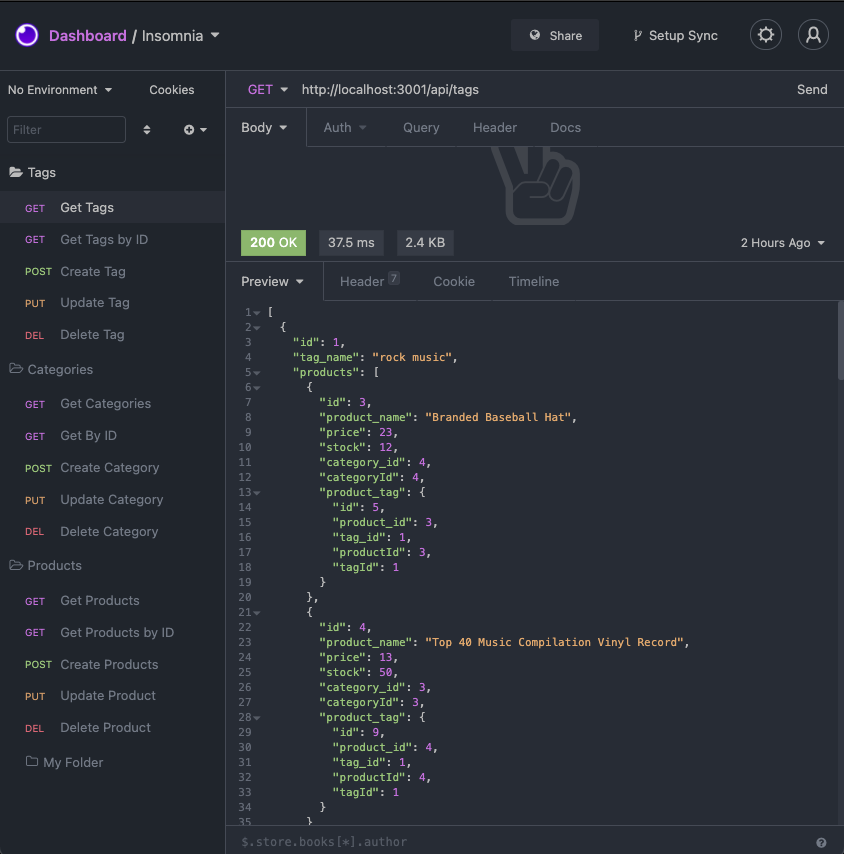 Dashboard / Insomnia
Share
Setup Sync
No Environment
Cookies
GET
http://localhost:3001/api/tags
Send
Filter
Body
Auth
Query
Header
Docs
Tags
GET Get Tags
GET Get Tags by ID
POST Create Tag
PUT Update Tag
DEL Delete Tag
Categories
GET Get Categories
GET Get By ID
POST Create Category
PUT Update Category
DEL Delete Category
Products
GET Get Products
GET Get Products by ID
POST Create Products
PUT Update Product
DEL Delete Product
My Folder
200 OK
37.5 ms
2.4 KB
2 Hours Ago
Preview
Header 7
Cookie
Timeline
1 [
2 {
3 "id": 1,
4 "tag_name": "rock music",
5 "products": [
6 {
7 "id": 3,
8 "product_name": "Branded Baseball Hat",
9 "price": 23,
10 "stock": 12,
11 "category_id": 4,
12 "categoryId": 4,
13 "product_tag": {
14 "id": 5,
15 "product_id": 3,
16 "tag_id": 1,
17 "productId": 3,
18 "tagId": 1
19 }
20 },
21 {
22 "id": 4,
23 "product_name": "Top 40 Music Compilation Vinyl Record",
24 "price": 13,
25 "stock": 50,
26 "category_id": 3,
27 "categoryId": 3,
28 "product_tag": {
29 "id": 9,
30 "product_id": 4,
31 "tag_id": 1,
32 "productId": 4,
33 "tagId": 1
34 }
35 }
$.store.books[*].author